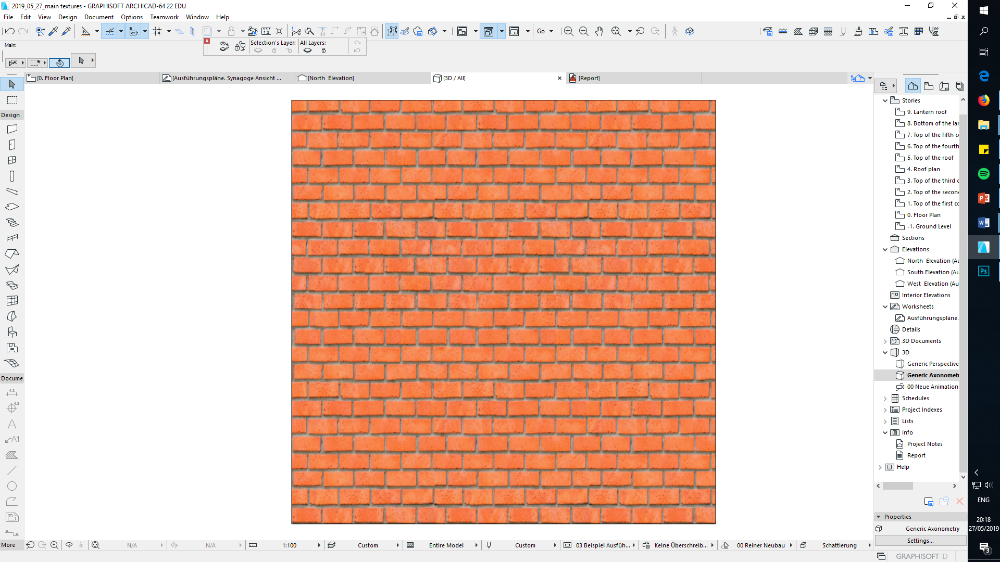 2019_05_27_main textures - GRAPHISOFT ARCHICAD-64 22 EDU
File Edit View Design Document Options Teamwork Window Help
Go
Main:
Selection's Layer: All Layers:
[0. Floor Plan]
[Ausführungspläne. Synagoge Ansicht ...
[North Elevation]
[3D / All]
[Report]
Design
Docume
1.2
1.2
A
A1
More
Stories
9. Lantern roof
8. Bottom of the lar
7. Top of the fifth c
6. Top of the fourth
5. Top of the roof
4. Roof plan
3. Top of the third c
2. Top of the secon
1. Top of the first cc
0. Floor Plan
-1. Ground Level
Sections
Elevations
North Elevation (Au
South Elevation (Au
West Elevation (Au
Interior Elevations
Worksheets
Ausführungspläne.
Details
3D Documents
3D
Generic Perspective
Generic Axonomet
00 Neue Animation
Schedules
Project Indexes
Lists
Info
Project Notes
Report
Help
Properties
Generic Axonometry
Settings...
N/A
N/A
1:100
Custom
Entire Model
Custom
03 Beispiel Ausfüh...
Keine Überschreib...
00 Reiner Neubau
Schattierung
GRAPHISOFT ID
ENG
20:18
27/05/2019
3